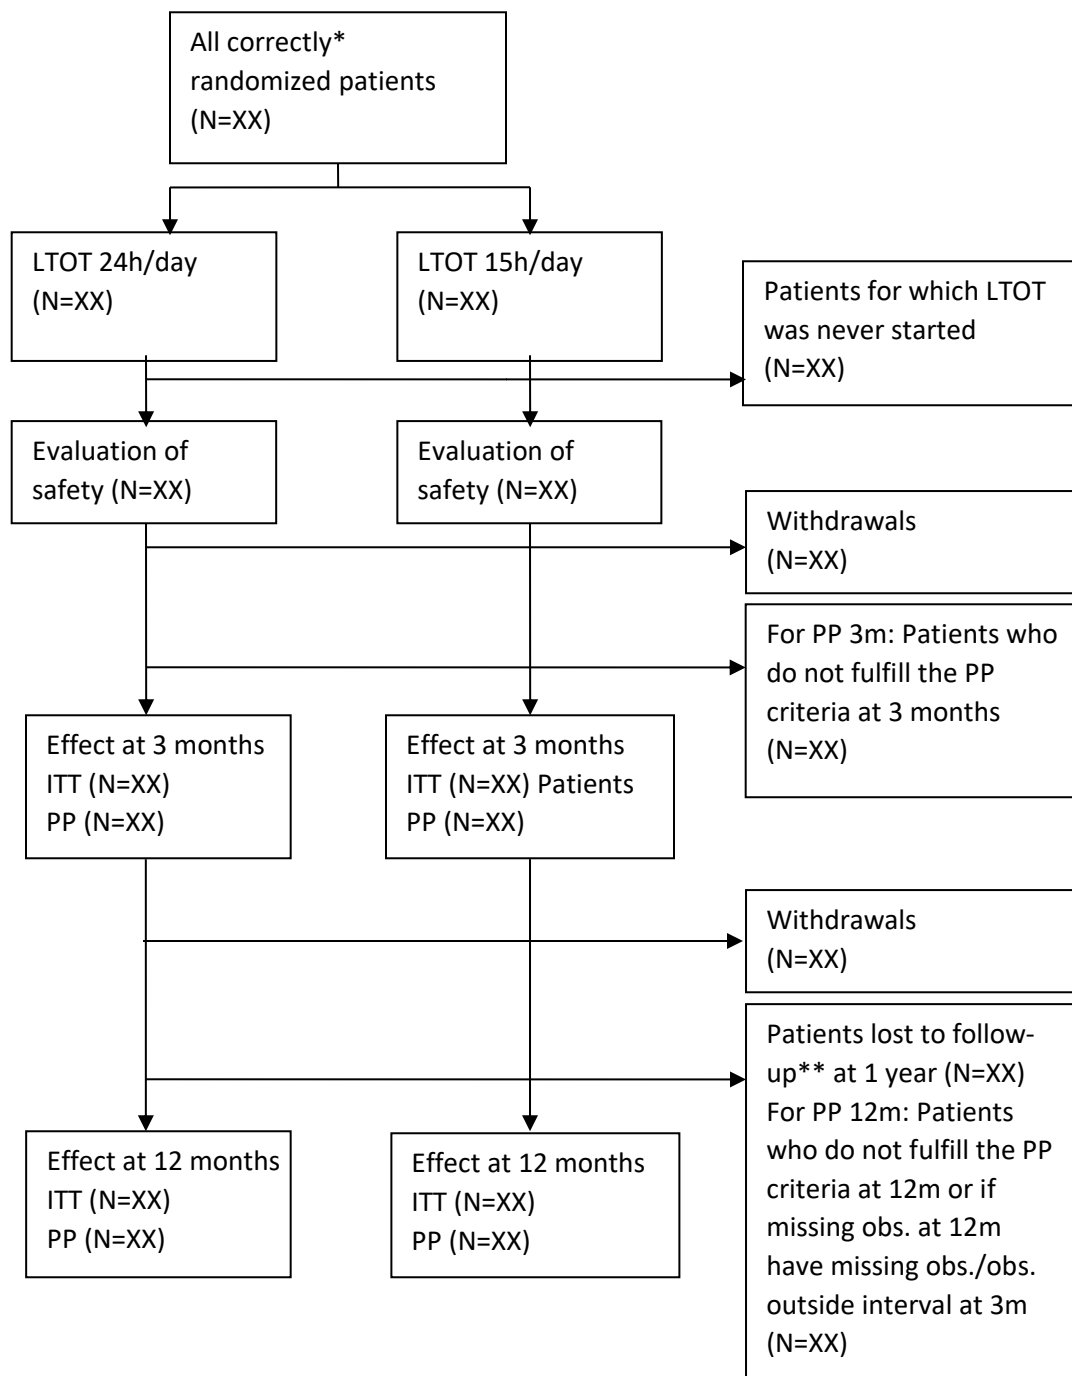 All correctly*
randomized patients
(N=XX)
LTOT 24h/day
(N=XX)
LTOT 15h/day
(N=XX)
Patients for which LTOT
was never started
(N=XX)
Evaluation of
safety (N=XX)
Evaluation of
safety (N=XX)
Withdrawals
(N=XX)
For PP 3m: Patients who
do not fulfill the PP
criteria at 3 months
(N=XX)
Effect at 3 months
ITT (N=XX)
PP (N=XX)
Effect at 3 months
ITT (N=XX) Patients
PP (N=XX)
Withdrawals
(N=XX)
Patients lost to follow-
up** at 1 year (N=XX)
For PP 12m: Patients
who do not fulfill the PP
criteria at 12m or if
missing obs. at 12m
have missing obs./obs.
outside interval at 3m
(N=XX)
Effect at 12 months
ITT (N=XX)
PP (N=XX)
Effect at 12 months
ITT (N=XX)
PP (N=XX)